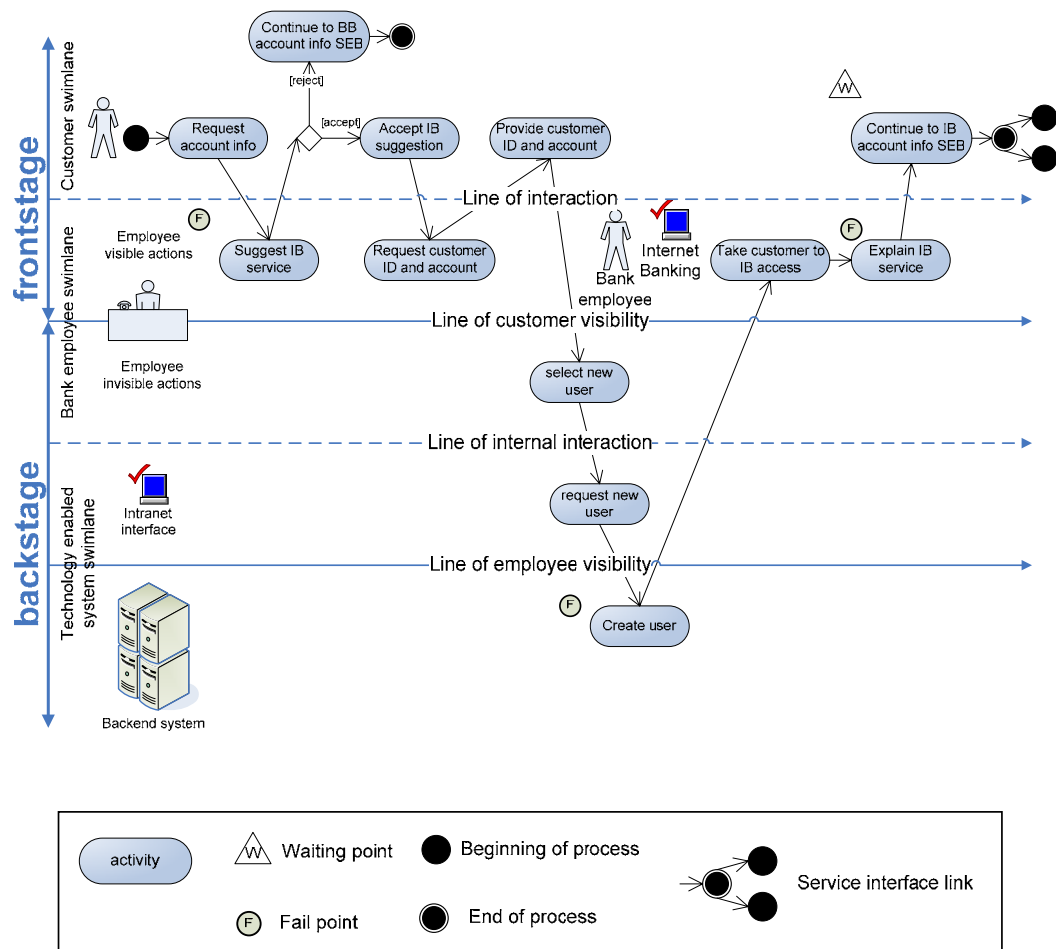 Continue to BB
account info SEB
[reject]
W
Request
account info
[accept]
Accept IB
suggestion
Provide customer
ID and account
Continue to IB
account info SEB
Customer swimlane
frontstage
Line of interaction
F
Employee
visible actions
Suggest IB
service
Request customer
ID and account
Bank
employee
Internet
Banking
Take customer to
IB access
F
Explain IB
service
Bank employee swimlane
Line of customer visibility
Employee
invisible actions
select new
user
Line of internal interaction
backstage
Technology enabled
system swimlane
Intranet
interface
request new
user
Line of employee visibility
F
Create user
Backend system
activity
W
Waiting point
Beginning of process
Service interface link
F
Fail point
End of process